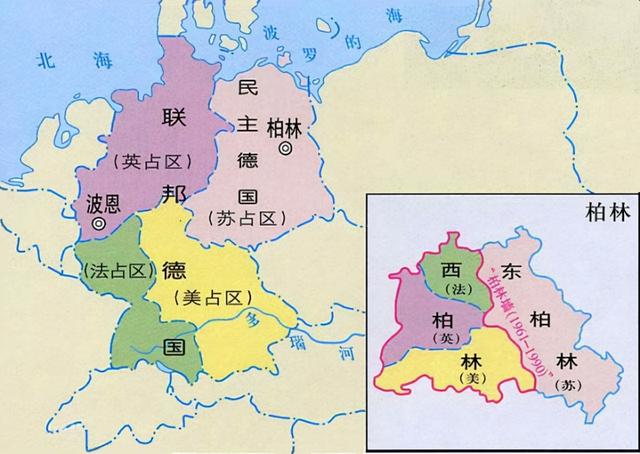 北海
波罗的海
联邦德国
(英占区)
波恩
(法占区)
(美占区)
民主德国
柏林
(苏占区)
多瑙河
柏林
西柏林
(法)
(英)
(美)
东柏林
(苏)
“柏林墙(1961—1990)”